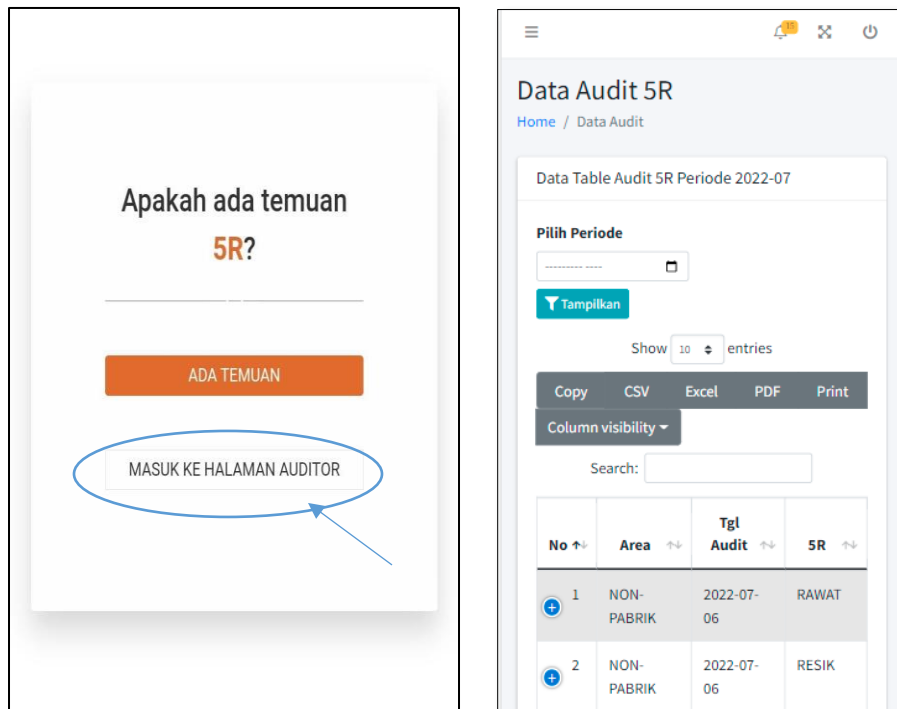 Apakah ada temuan
5R?
ADA TEMUAN
MASUK KE HALAMAN AUDITOR
15
Data Audit 5R
Home / Data Audit
Data Table Audit 5R Periode 2022-07
Pilih Periode
--------- ----
Tampilkan
Show 10 entries
Copy CSV Excel PDF Print
Column visibility
Search:
No Area Tgl Audit 5R
1 NON-PABRIK 2022-07-06 RAWAT
2 NON-PABRIK 2022-07-06 RESIK